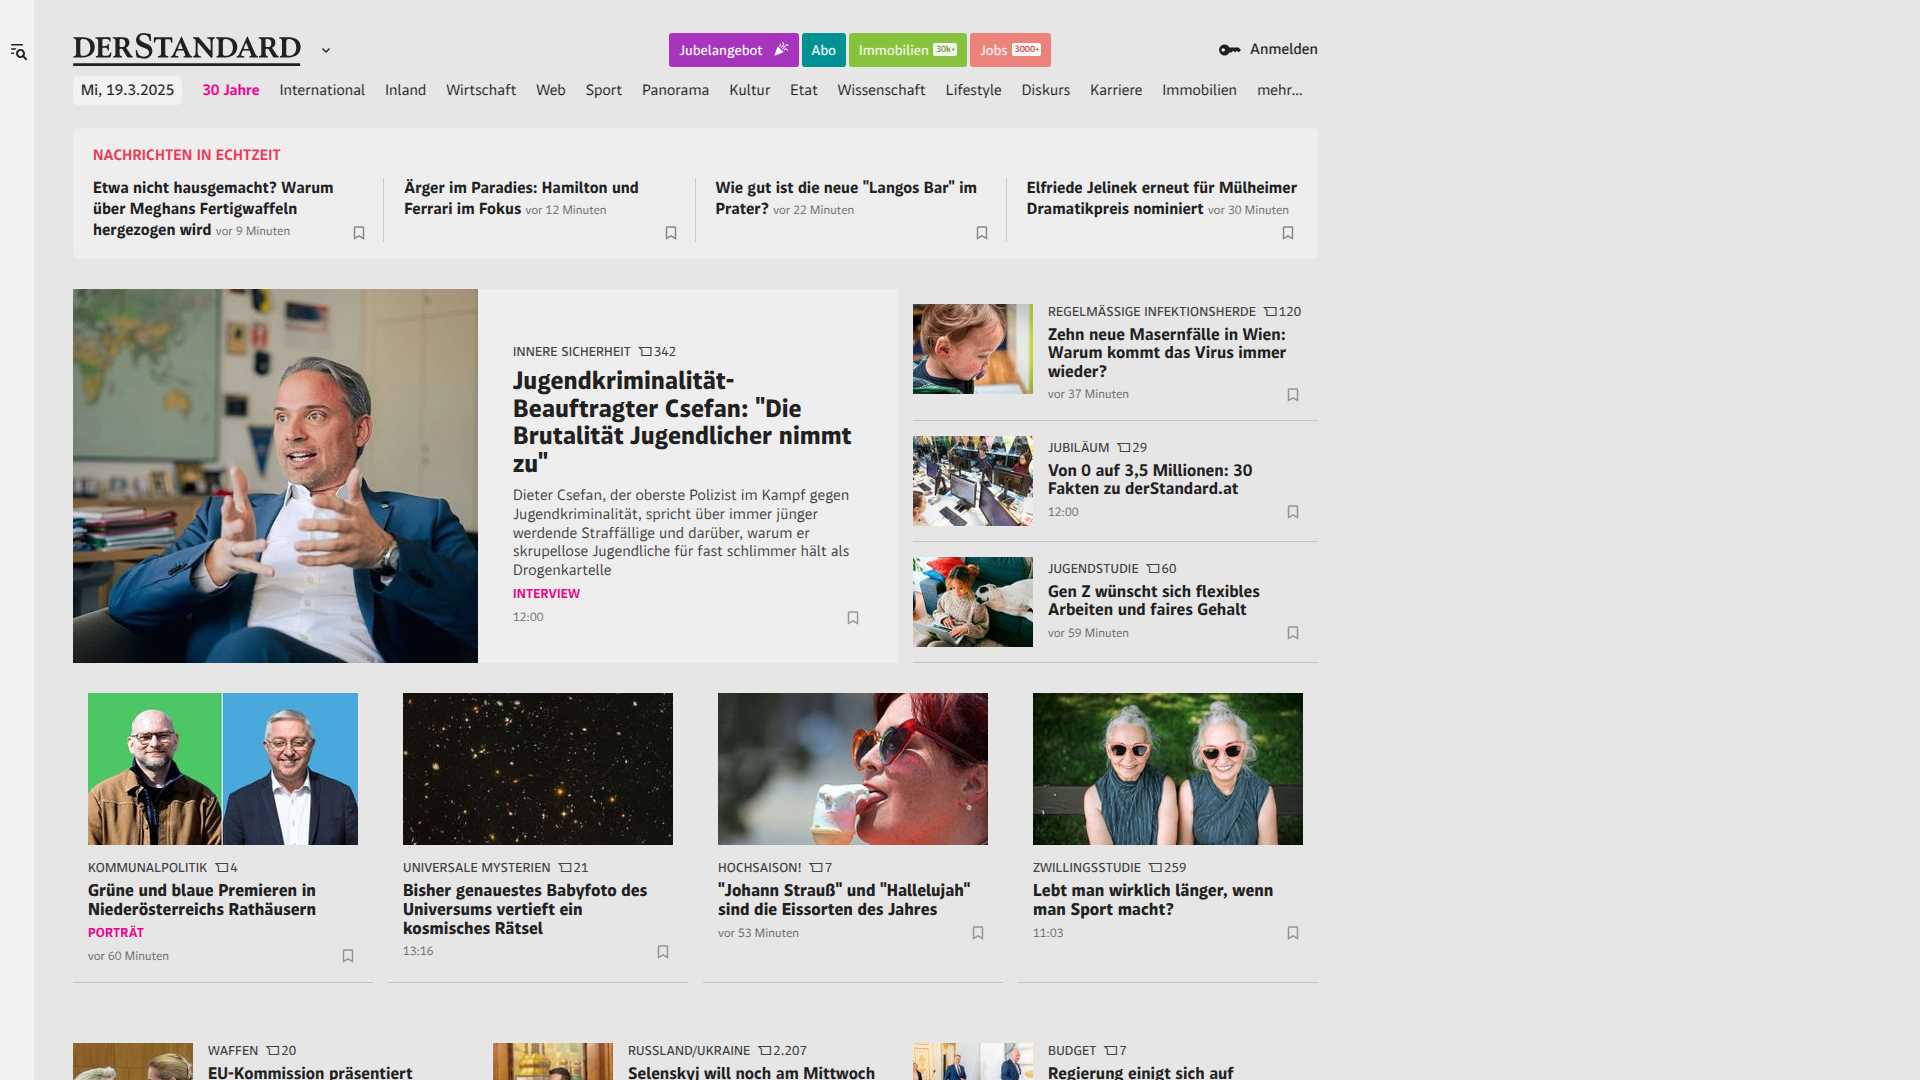 DERSTANDARD
Jubelangebot
Abo
Immobilien 30k+
Jobs 3000+
Anmelden
Mi, 19.3.2025
30 Jahre
International
Inland
Wirtschaft
Web
Sport
Panorama
Kultur
Etat
Wissenschaft
Lifestyle
Diskurs
Karriere
Immobilien
mehr...
NACHRICHTEN IN ECHTZEIT
Etwa nicht hausgemacht? Warum
über Meghans Fertigwaffeln
hergezogen wird vor 9 Minuten
Ärger im Paradies: Hamilton und
Ferrari im Fokus vor 12 Minuten
Wie gut ist die neue "Langos Bar" im
Prater? vor 22 Minuten
Elfriede Jelinek erneut für Mülheimer
Dramatikpreis nominiert vor 30 Minuten
INNERE SICHERHEIT 342
Jugendkriminalität-
Beauftragter Csefan: "Die
Brutalität Jugendlicher nimmt
zu"
Dieter Csefan, der oberste Polizist im Kampf gegen
Jugendkriminalität, spricht über immer jünger
werdende Straffällige und darüber, warum er
skrupellose Jugendliche für fast schlimmer hält als
Drogenkartelle
INTERVIEW
12:00
REGELMÄSSIGE INFEKTIONSHERDE 120
Zehn neue Masernfälle in Wien:
Warum kommt das Virus immer
wieder?
vor 37 Minuten
JUBILÄUM 29
Von 0 auf 3,5 Millionen: 30
Fakten zu derStandard.at
12:00
JUGENDSTUDIE 60
Gen Z wünscht sich flexibles
Arbeiten und faires Gehalt
vor 59 Minuten
KOMMUNALPOLITIK 4
Grüne und blaue Premieren in
Niederösterreichs Rathäusern
PORTRÄT
vor 60 Minuten
UNIVERSALE MYSTERIEN 21
Bisher genauestes Babyfoto des
Universums vertieft ein
kosmisches Rätsel
13:16
HOCHSAISON! 7
"Johann Strauß" und "Hallelujah"
sind die Eissorten des Jahres
vor 53 Minuten
ZWILLINGSSTUDIE 259
Lebt man wirklich länger, wenn
man Sport macht?
11:03
WAFFEN 20
EU-Kommission präsentiert
RUSSLAND/UKRAINE 2.207
Selenskyj will noch am Mittwoch
BUDGET 7
Regierung einigt sich auf